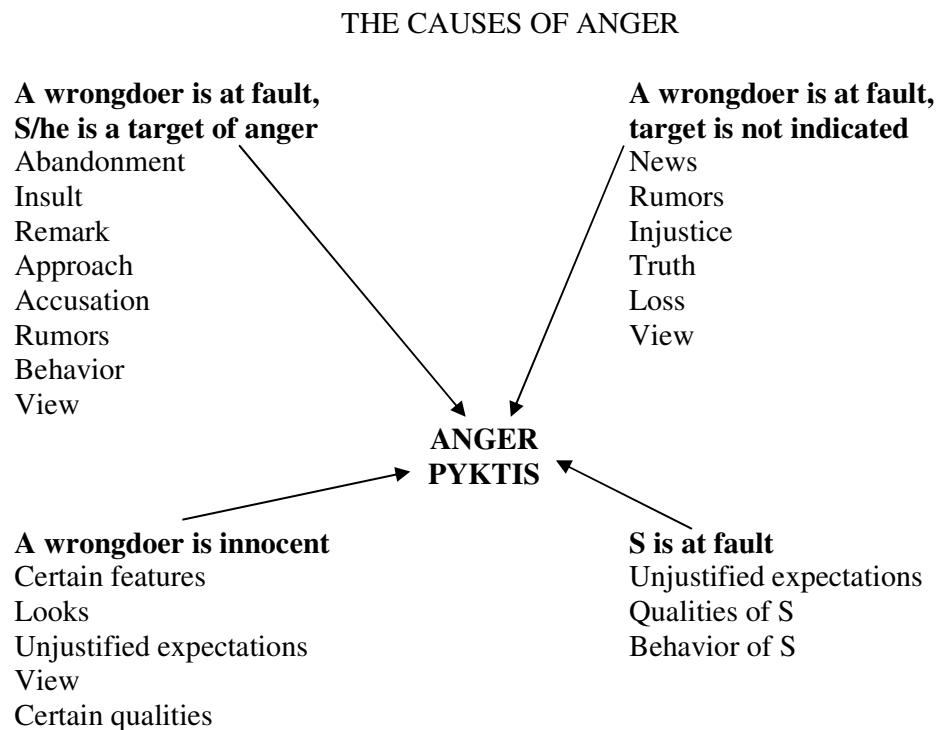 THE CAUSES OF ANGER
A wrongdoer is at fault,
S/he is a target of anger
Abandonment
Insult
Remark
Approach
Accusation
Rumors
Behavior
View
A wrongdoer is at fault,
target is not indicated
News
Rumors
Injustice
Truth
Loss
View
ANGER
PYKTIS
A wrongdoer is innocent
Certain features
Looks
Unjustified expectations
View
Certain qualities
S is at fault
Unjustified expectations
Qualities of S
Behavior of S